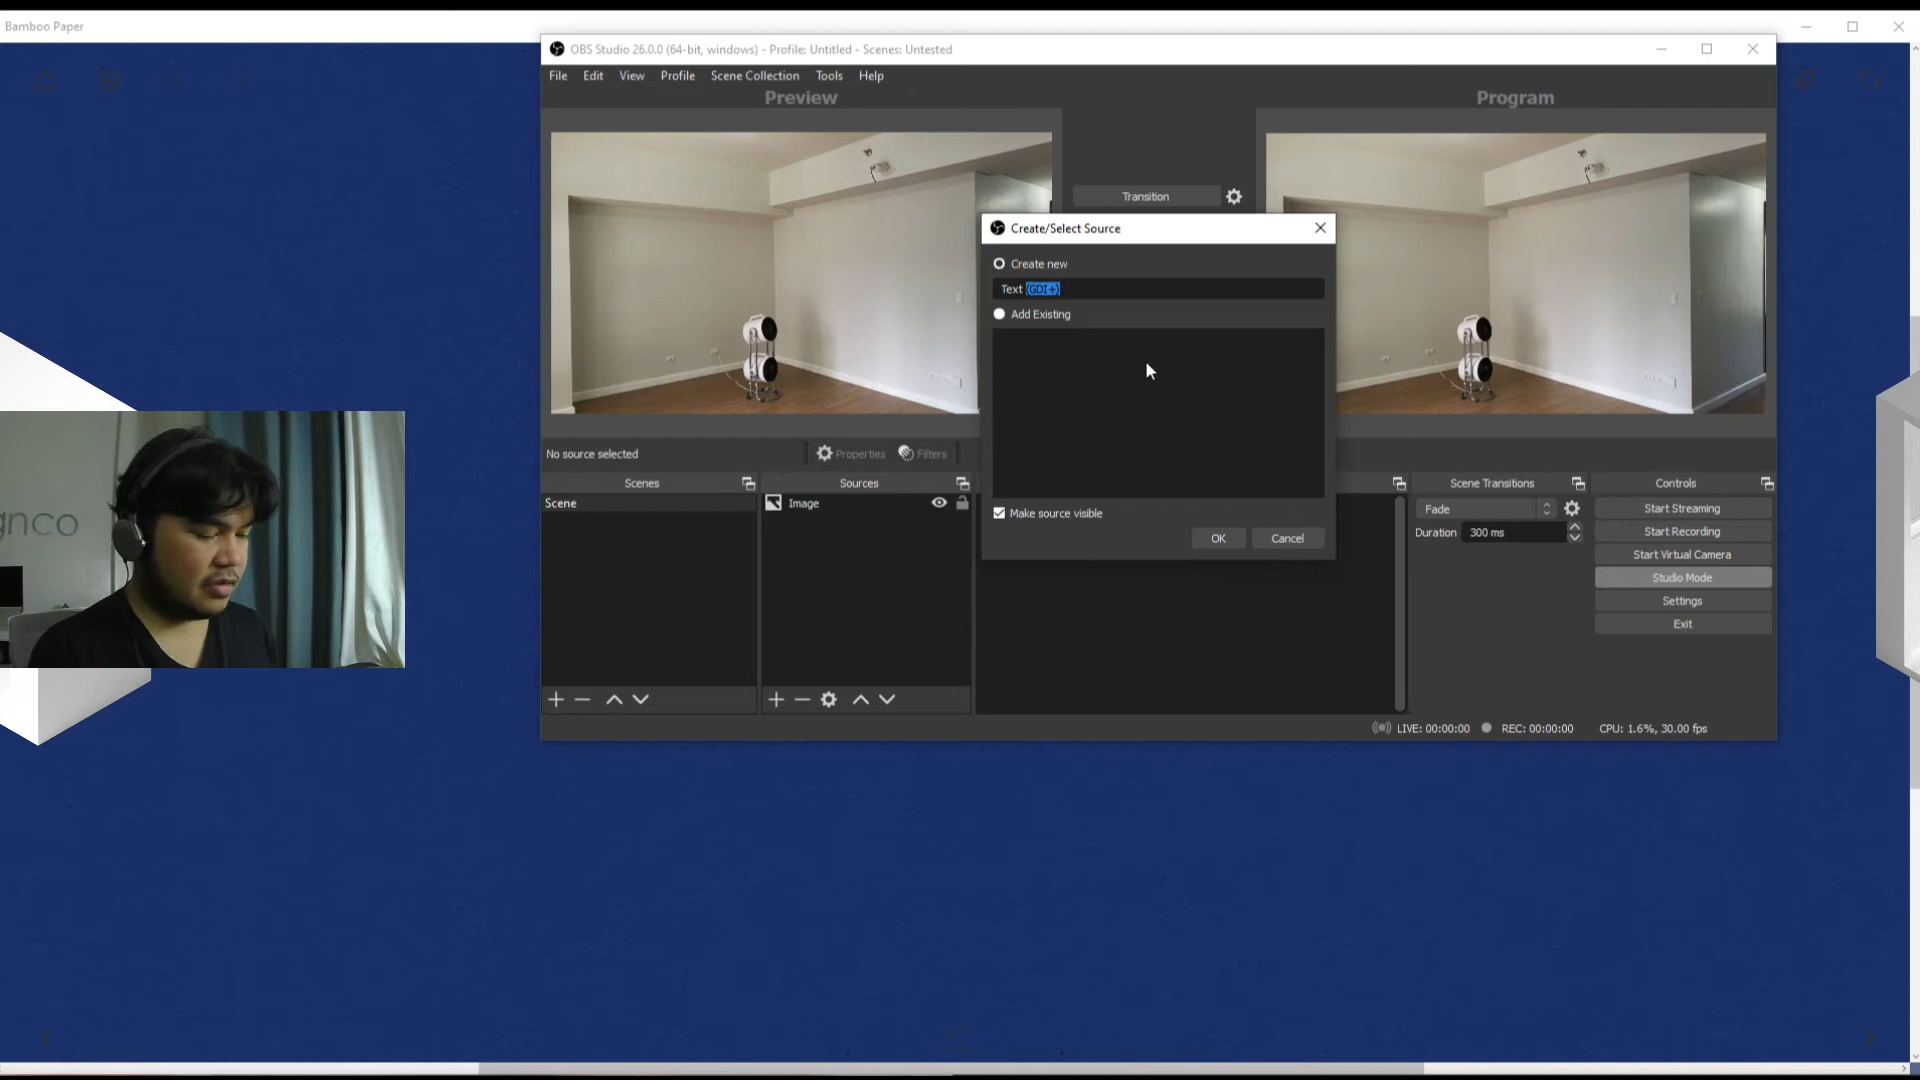 Bamboo Paper
OBS Studio 26.0.0 (64-bit, windows) - Profile: Untitled - Scenes: Untested
File Edit View Profile Scene Collection Tools Help
Preview
Program
Transition
Create/Select Source
Create new
Text (GDI+)
Add Existing
Make source visible
OK Cancel
gnco
No source selected
Properties
Filters
Scenes
Scene
Sources
Image
Scene Transitions
Fade
Duration 300 ms
Controls
Start Streaming
Start Recording
Start Virtual Camera
Studio Mode
Settings
Exit
LIVE: 00:00:00 REC: 00:00:00 CPU: 1.6%, 30.00 fps